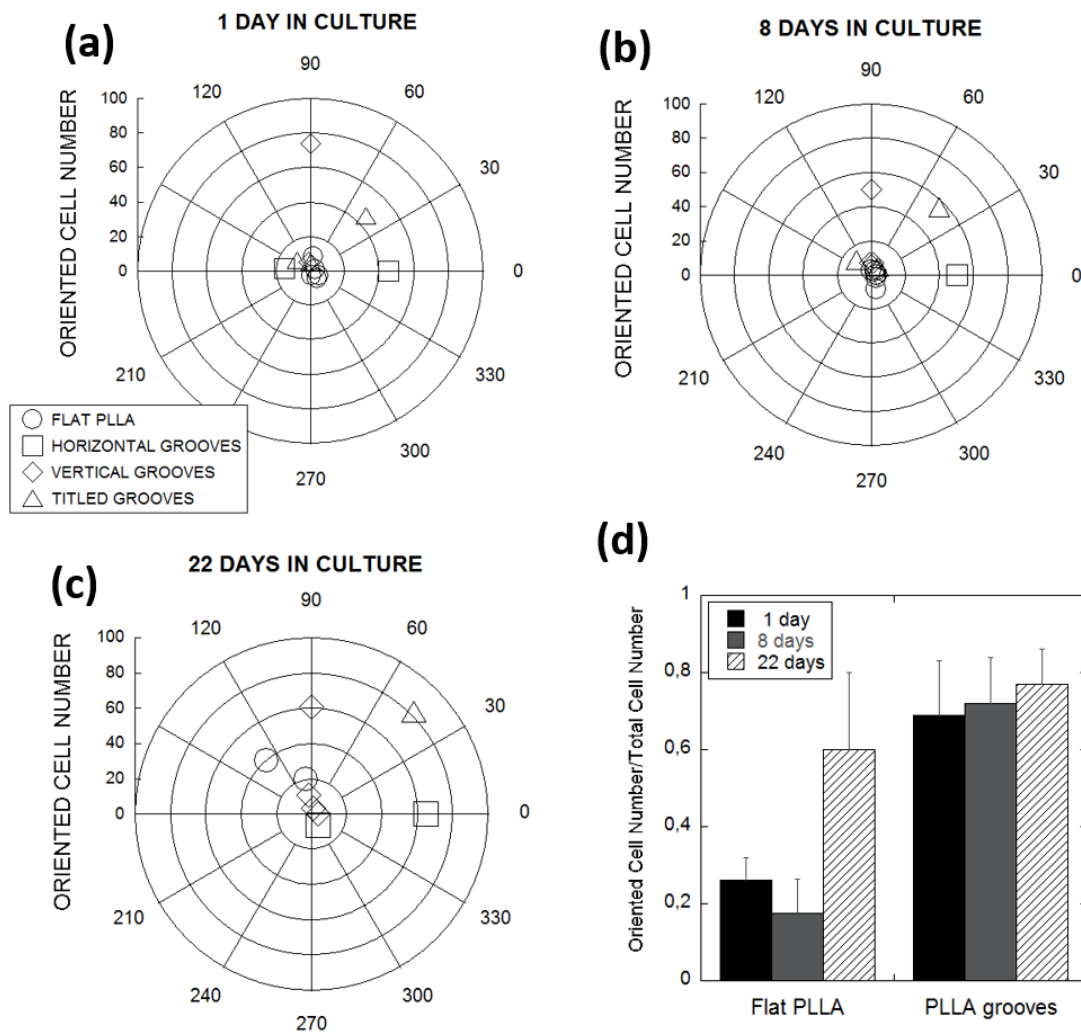 (a)
1 DAY IN CULTURE
ORIENTED CELL NUMBER
100
80
60
40
20
0
90
120
60
30
0
210
330
300
270
FLAT PLLA
HORIZONTAL GROOVES
VERTICAL GROOVES
TITLED GROOVES
(b)
8 DAYS IN CULTURE
ORIENTED CELL NUMBER
100
80
60
40
20
0
90
120
60
30
0
210
330
240
300
270
(c)
22 DAYS IN CULTURE
ORIENTED CELL NUMBER
100
80
60
40
20
0
90
120
60
30
0
210
330
240
300
270
(d)
Oriented Cell Number/Total Cell Number
1
0,8
0,6
0,4
0,2
0
1 day
8 days
22 days
Flat PLLA
PLLA grooves